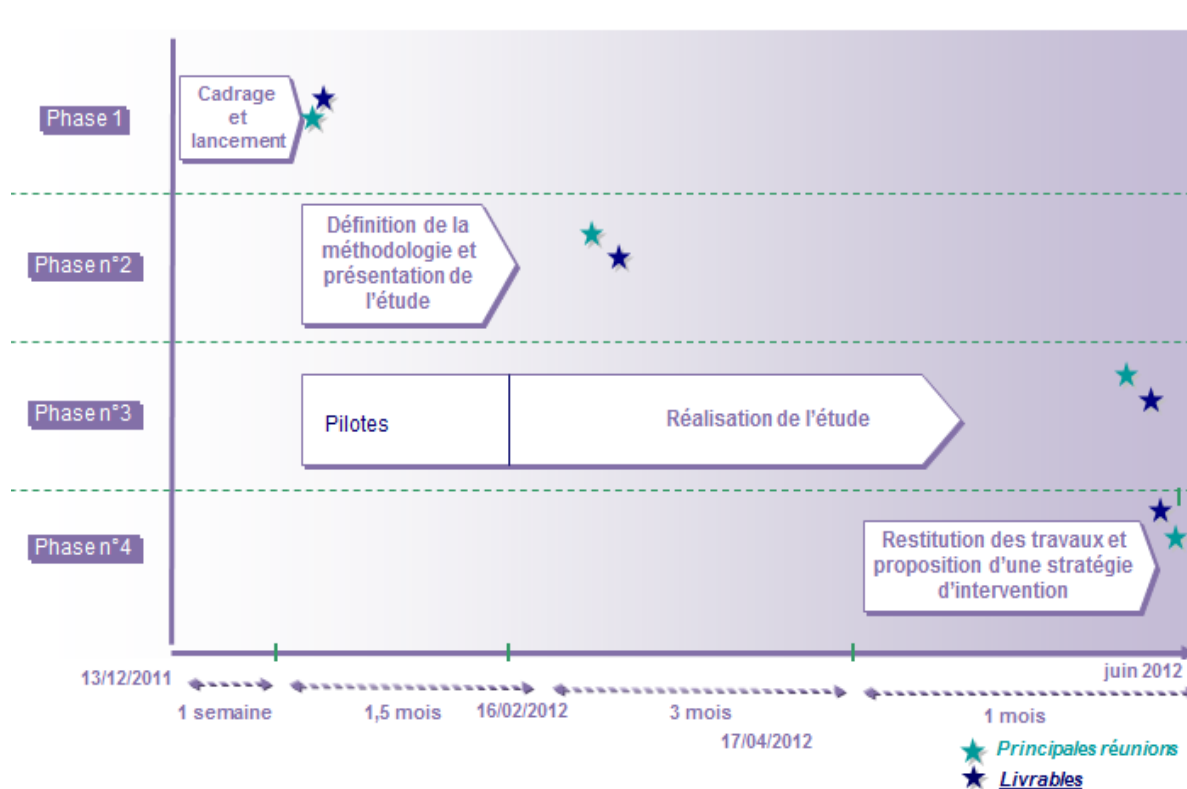 Phase 1
Cadrage
et
lancement
Phase n°2
Définition de la
méthodologie et
présentation de
l'étude
Phase n°3
Pilotes
Réalisation de l'étude
Phase n°4
Restitution des travaux et
proposition d'une stratégie
d'intervention
13/12/2011
juin 2012
1 semaine
1,5 mois
16/02/2012
3 mois
1 mois
17/04/2012
Principales réunions
Livrables